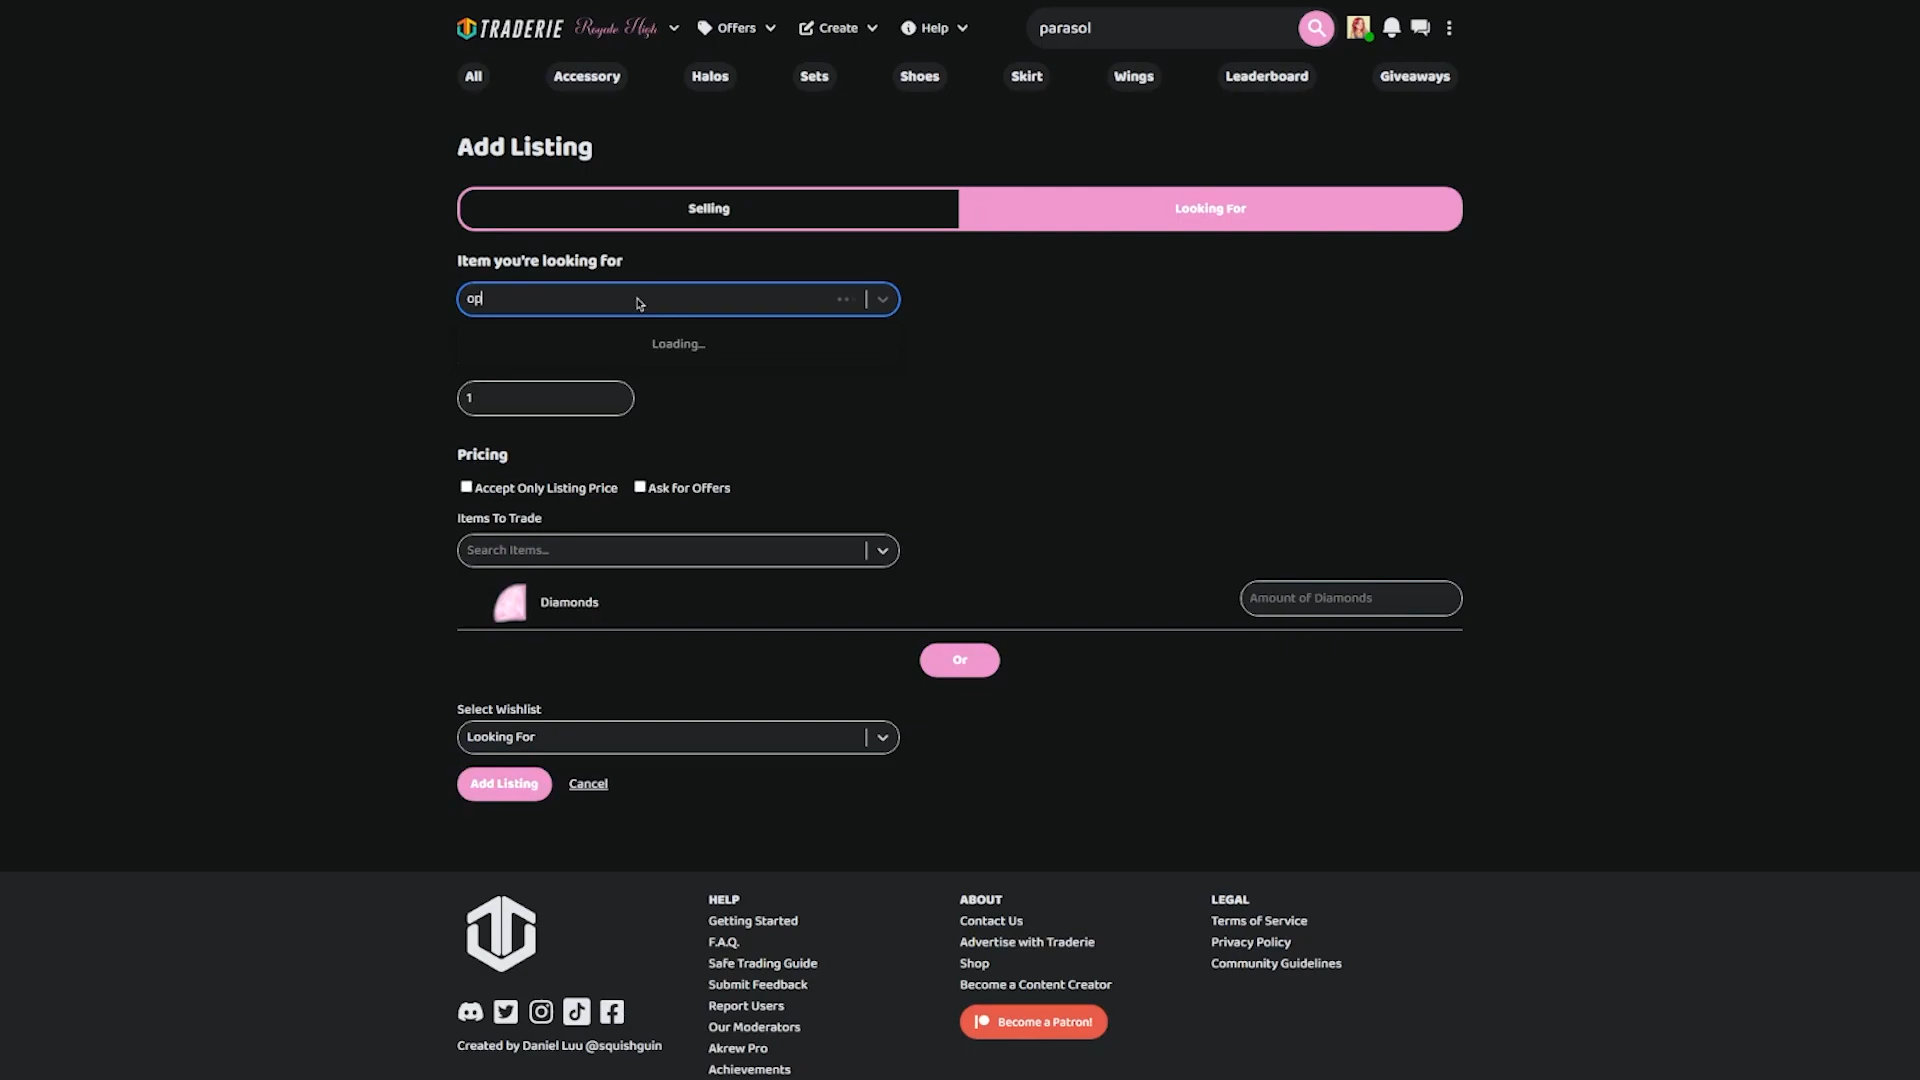 TRADERIE Royale High Offers Create Help parasol
All Accessory Halos Sets Shoes Skirt Wings Leaderboard Giveaways
Add Listing
Selling Looking For
Item you're looking for
op
Loading...
1
Pricing
Accept Only Listing Price Ask for Offers
Items To Trade
Search Items...
Diamonds Amount of Diamonds
Or
Select Wishlist
Looking For
Add Listing Cancel
HELP
Getting Started
F.A.Q.
Safe Trading Guide
Submit Feedback
Report Users
Our Moderators
Akrew Pro
Achievements
ABOUT
Contact Us
Advertise with Traderie
Shop
Become a Content Creator
Become a Patron!
LEGAL
Terms of Service
Privacy Policy
Community Guidelines
Created by Daniel Luu @squishguin